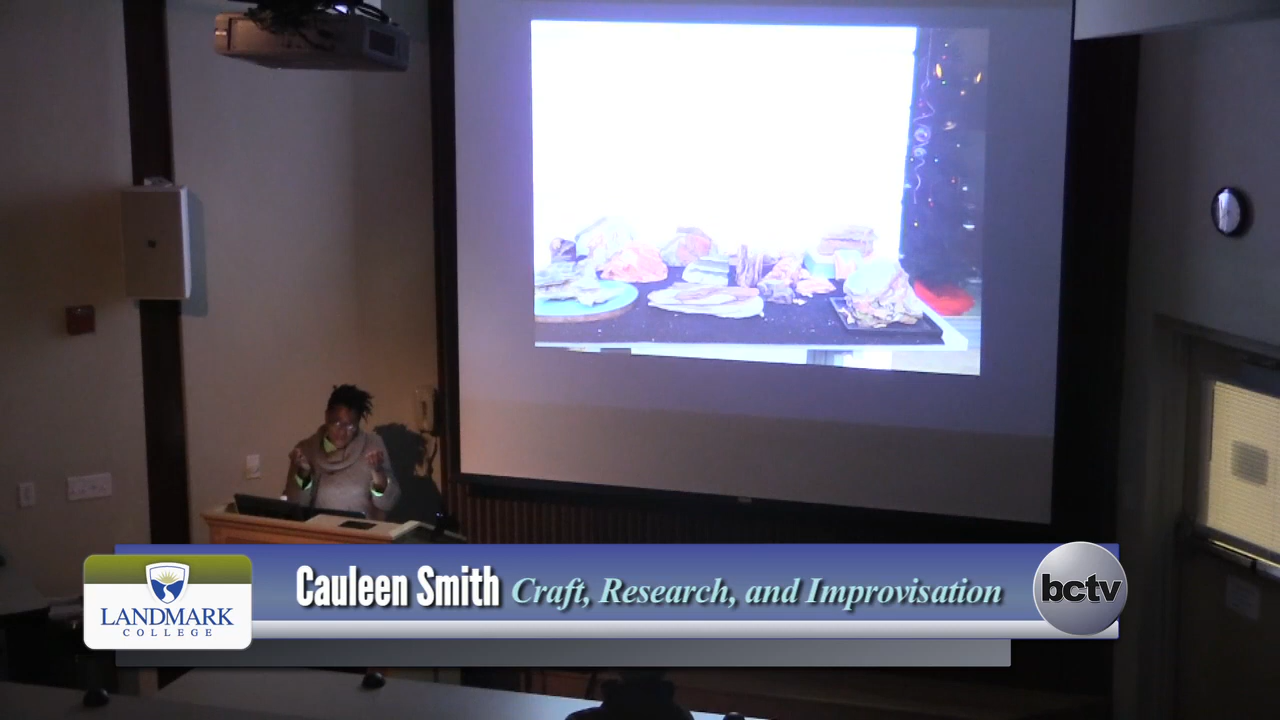 Cauleen Smith Craft, Research, and Improvisation
LANDMARK
COLLEGE
bctv